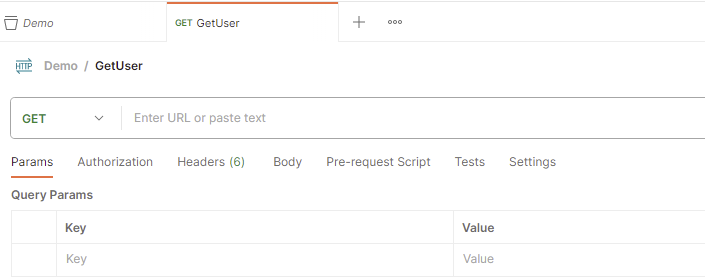 Demo GET GetUser
HTTP Demo / GetUser
GET Enter URL or paste text
Params Authorization Headers (6) Body Pre-request Script Tests Settings
Query Params
Key Value
Key Value